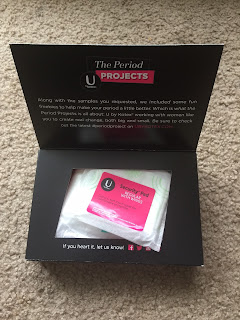 The Period
U PROJECTS
Along with the samples you requested, we included some fun
freebies to help make your period a little better. Which is what the
Period Projects is all about: U by Kotex® working with women like
you to create real change, both big and small. Be sure to check
out the latest #periodproject on
U
REGULAR
If you heart it, let us know!